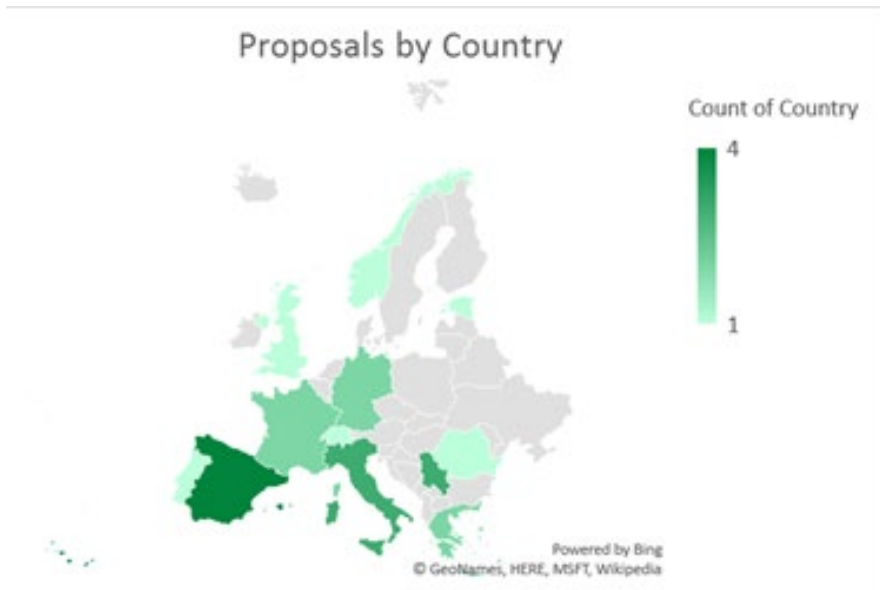 Proposals by Country
Count of Country
4
1
Powered by Bing
© GeoNames, HERE, MSFT, Wikipedia